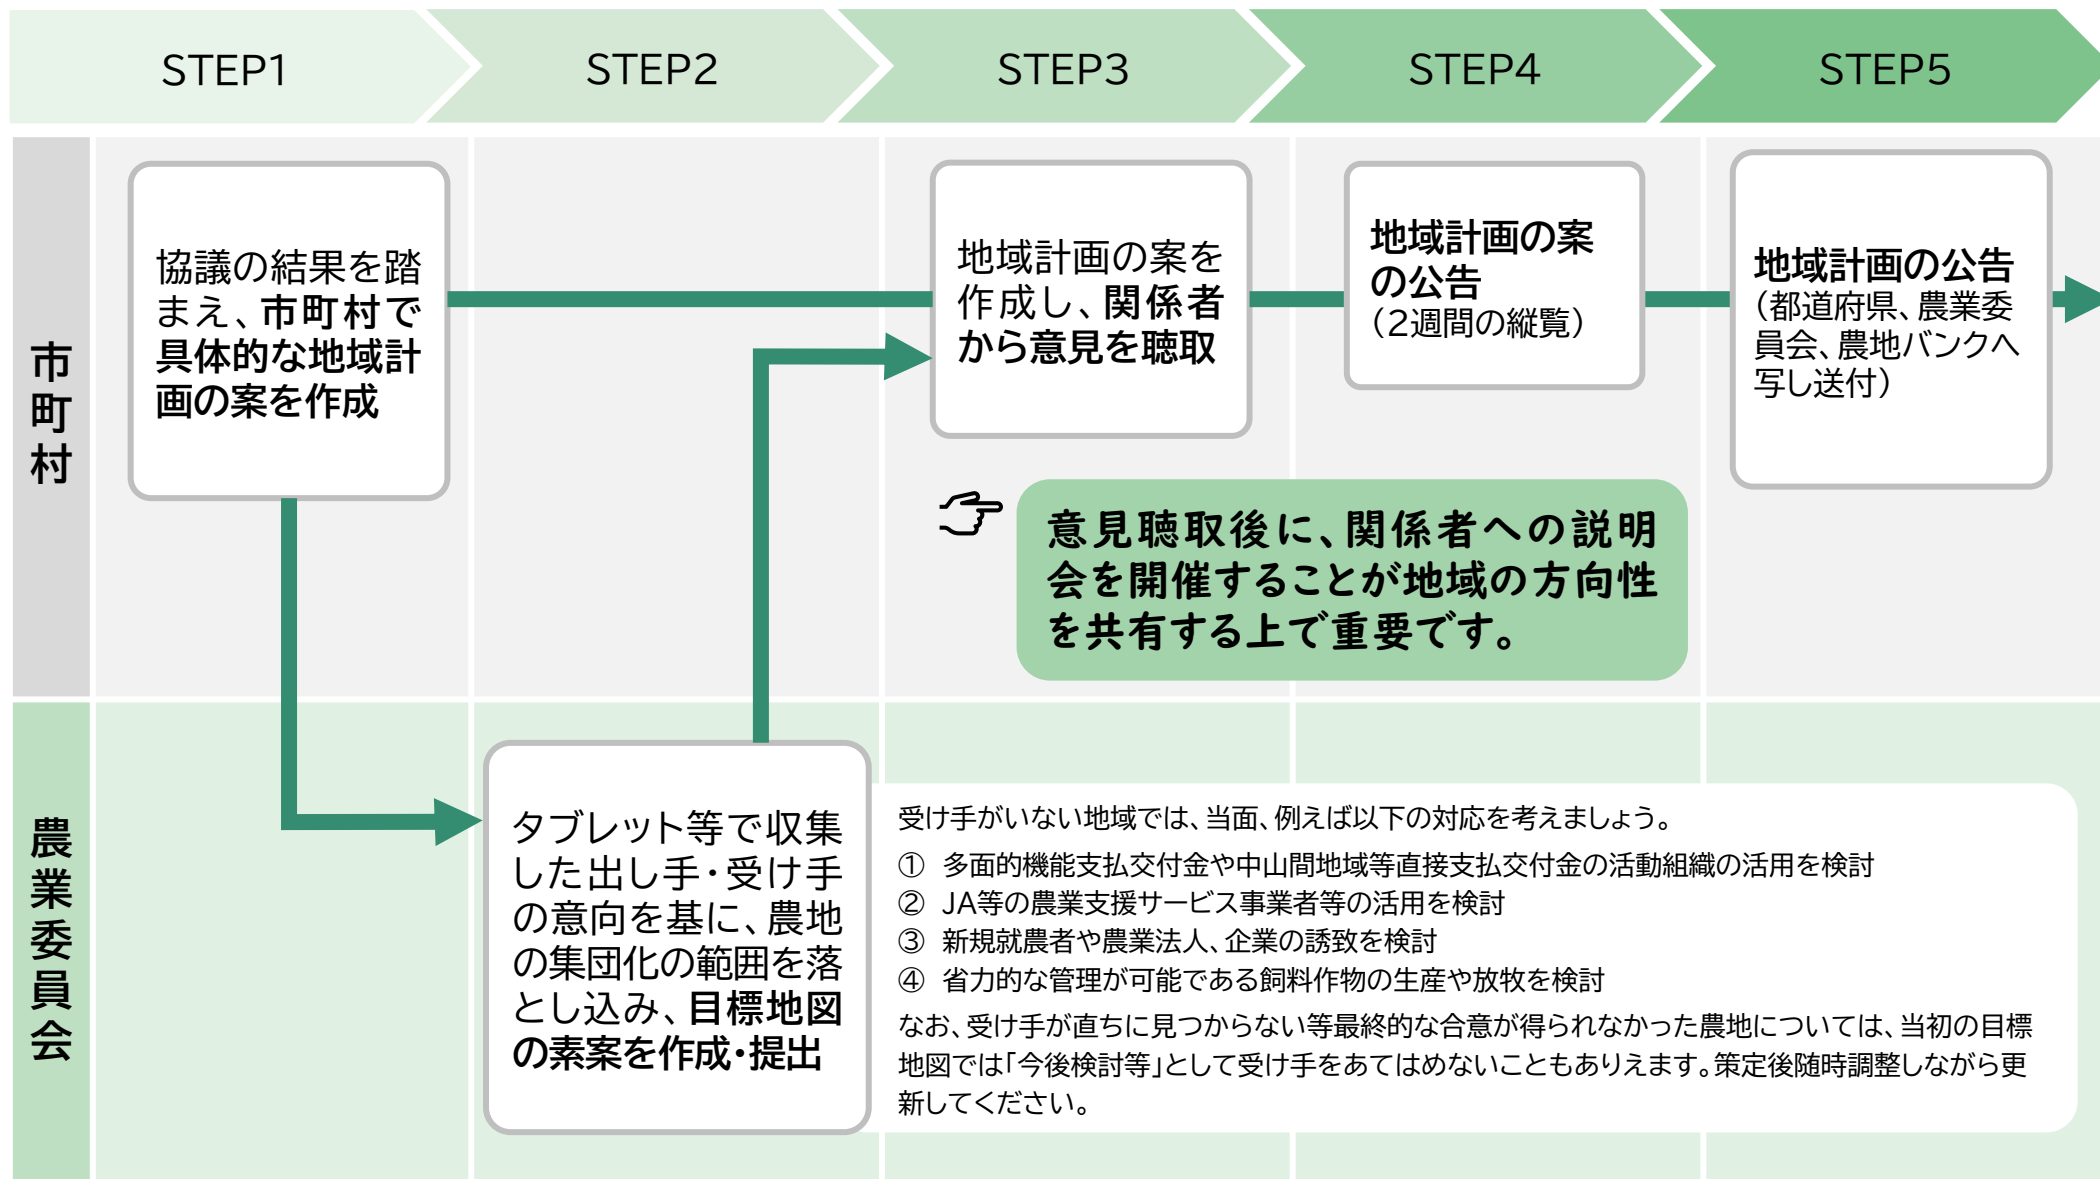 STEP1
STEP2
STEP3
STEP4
STEP5
市町村
協議の結果を踏
まえ、市町村で
具体的な地域計
画の案を作成
地域計画の案を
作成し、関係者
から意見を聴取
地域計画の案
の公告
（2週間の縦覧）
地域計画の公告
（都道府県、農業委
員会、農地バンクへ
写し送付）
意見聴取後に、関係者への説明
会を開催することが地域の方向性
を共有する上で重要です。
農業委員会
タブレット等で収集
した出し手・受け手
の意向を基に、農地
の集団化の範囲を落
とし込み、目標地図
の素案を作成・提出
受け手がいない地域では、当面、例えば以下の対応を考えましょう。
① 多面的機能支払交付金や中山間地域等直接支払交付金の活動組織の活用を検討
② JA等の農業支援サービス事業者等の活用を検討
③ 新規就農者や農業法人、企業の誘致を検討
④ 省力的な管理が可能である飼料作物の生産や放牧を検討
なお、受け手が直ちに見つからない等最終的な合意が得られなかった農地については、当初の目標
地図では「今後検討等」として受け手をあてはめないこともありえます。策定後随時調整しながら更
新してください。